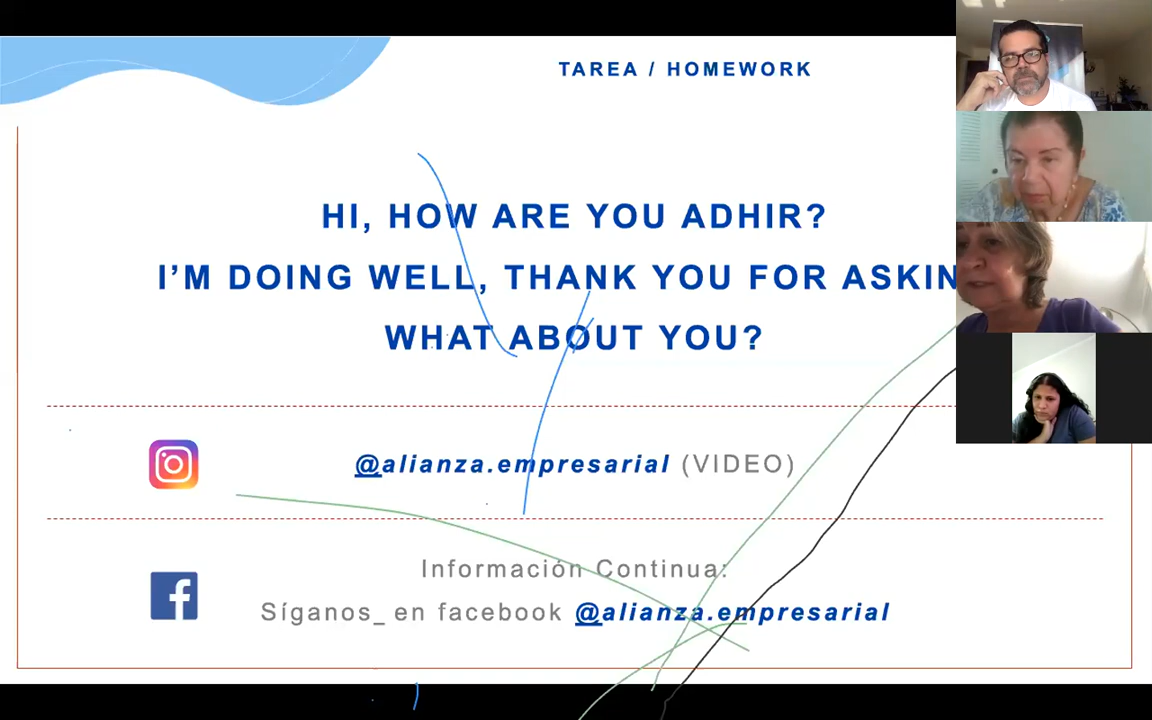 TAREA / HOMEWORK
HI, HOW ARE YOU ADHIR?
I’M DOING WELL, THANK YOU FOR ASKIN
WHAT ABOUT YOU?
@alianza.empresarial (VIDEO)
Información Continua:
Síganos_ en facebook @alianza.empresarial